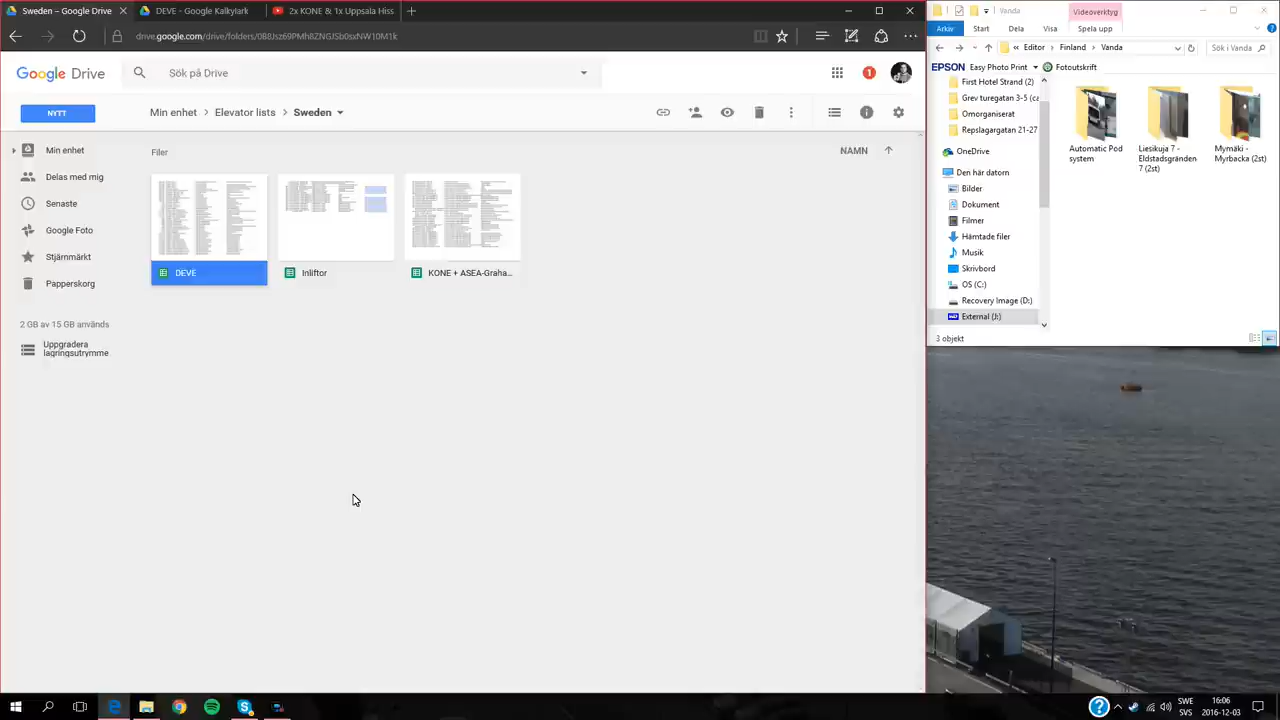 Sweden – Google Drive
DEVE - Google Kalkylark
2x KONE & 1x Uppsala Hiss
drive.google.com/drive/folders/0B8Jsz69PMh8ZNGJSb0sxNW10M1k
Google Drive
Sök på Drive
1
NYTT
Min enhet
Elevator lists
Sweden
Min enhet
Delas med mig
Senaste
Google Foto
Stjärnmärkt
Papperskorg
2 GB av 15 GB används
Uppgradera
lagringsutrymme
Filer
NAMN
DEVE
Inliftor
KONE + ASEA-Graha...
Vanda
Videoverktyg
Arkiv
Start
Dela
Visa
Spela upp
« Editor > Finland > Vanda
Sök i Vanda
EPSON Easy Photo Print
Fotoutskrift
First Hotel Strand (2)
Grev turegatan 3-5 (ca
Omorganiserat
Repslagargatan 21-27
OneDrive
Den här datorn
Bilder
Dokument
Filmer
Hämtade filer
Musik
Skrivbord
OS (C:)
Recovery Image (D:)
External (J:)
Automatic Pod
system
Liesikuja 7 -
Eldstadsgränden
7 (2st)
Mymäki -
Myrbacka (2st)
3 objekt
SWE
SVS
16:06
2016-12-03